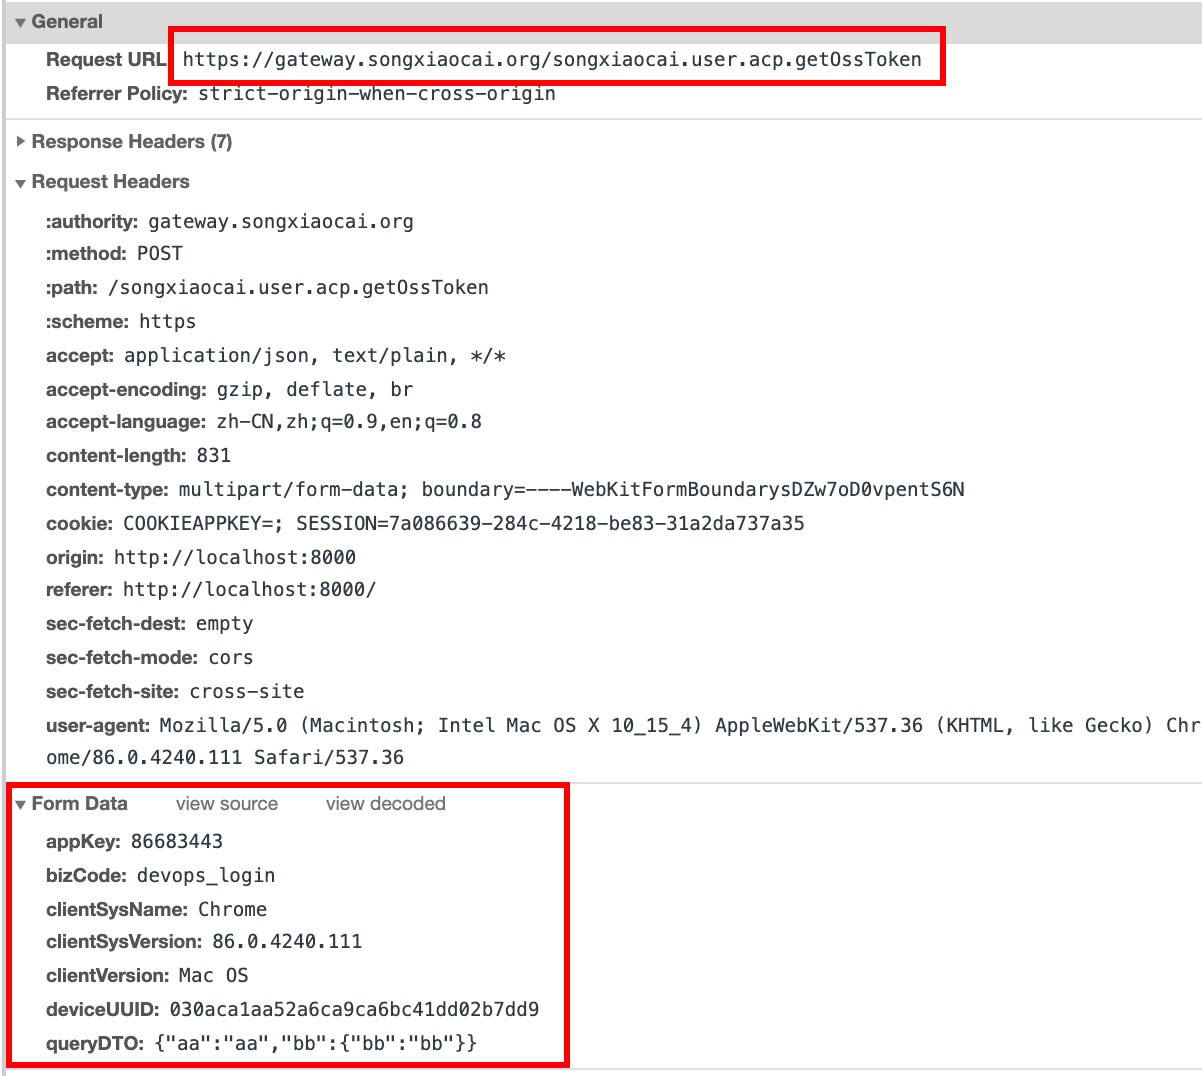 General
Request URL https://gateway.songxiaocai.org/songxiaocai.user.acp.getOssToken
Referrer Policy: strict-origin-when-cross-origin
Response Headers (7)
Request Headers
:authority: gateway.songxiaocai.org
:method: POST
:path: /songxiaocai.user.acp.getOssToken
:scheme: https
accept: application/json, text/plain, */*
accept-encoding: gzip, deflate, br
accept-language: zh-CN,zh;q=0.9,en;q=0.8
content-length: 831
content-type: multipart/form-data; boundary=----WebKitFormBoundarysDZw7oD0vpentS6N
cookie: COOKIEAPPKEY=; SESSION=7a086639-284c-4218-be83-31a2da737a35
origin: http://localhost:8000
referer: http://localhost:8000/
sec-fetch-dest: empty
sec-fetch-mode: cors
sec-fetch-site: cross-site
user-agent: Mozilla/5.0 (Macintosh; Intel Mac OS X 10_15_4) AppleWebKit/537.36 (KHTML, like Gecko) Chr
ome/86.0.4240.111 Safari/537.36
Form Data view source view decoded
appKey: 86683443
bizCode: devops_login
clientSysName: Chrome
clientSysVersion: 86.0.4240.111
clientVersion: Mac OS
deviceUUID: 030aca1aa52a6ca9ca6bc41dd02b7dd9
queryDTO: {"aa":"aa","bb":{"bb":"bb"}}